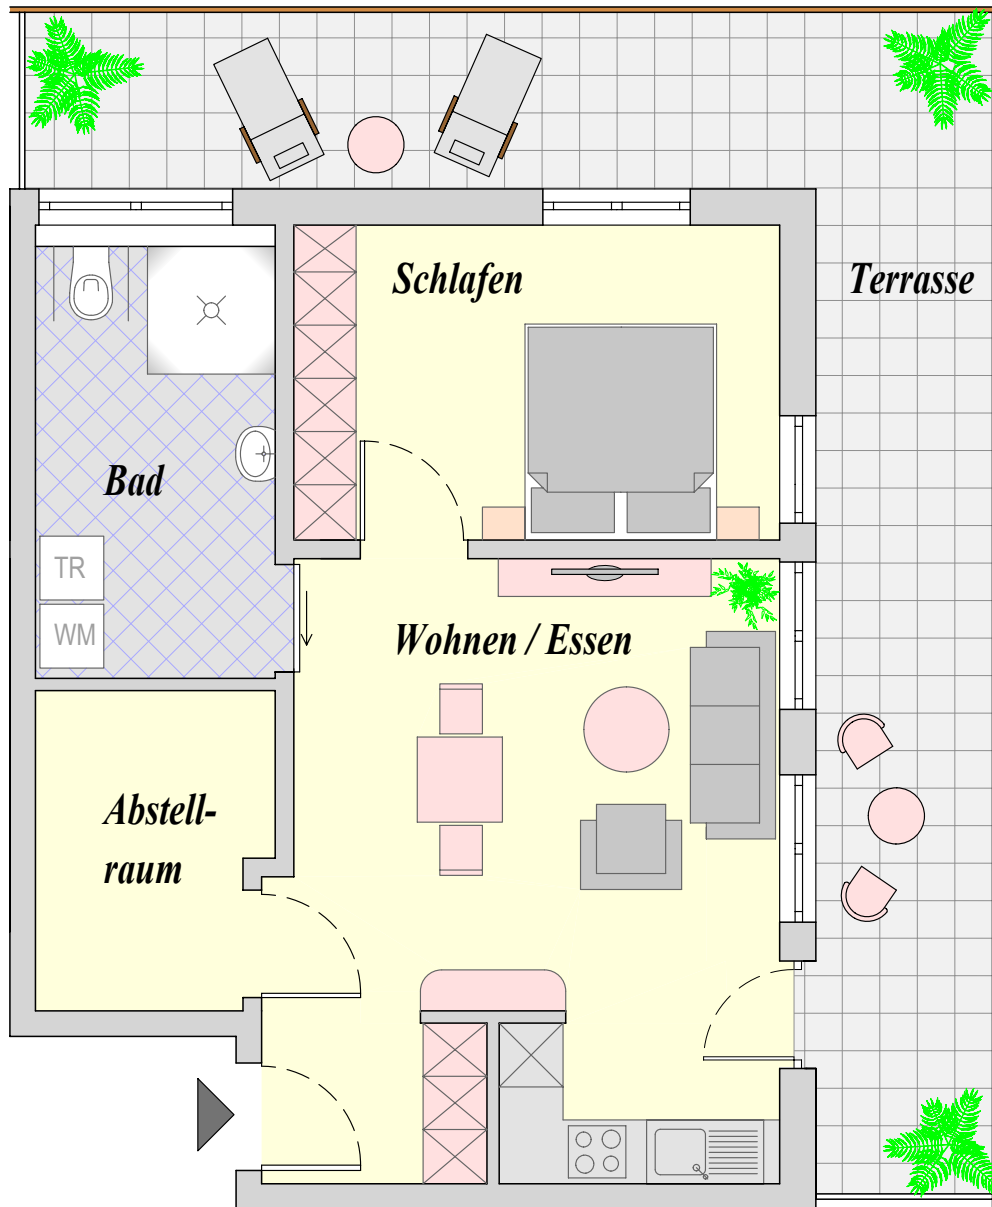 Schlafen
Terrasse
Bad
TR
WM
Wohnen / Essen
Abstell-
raum